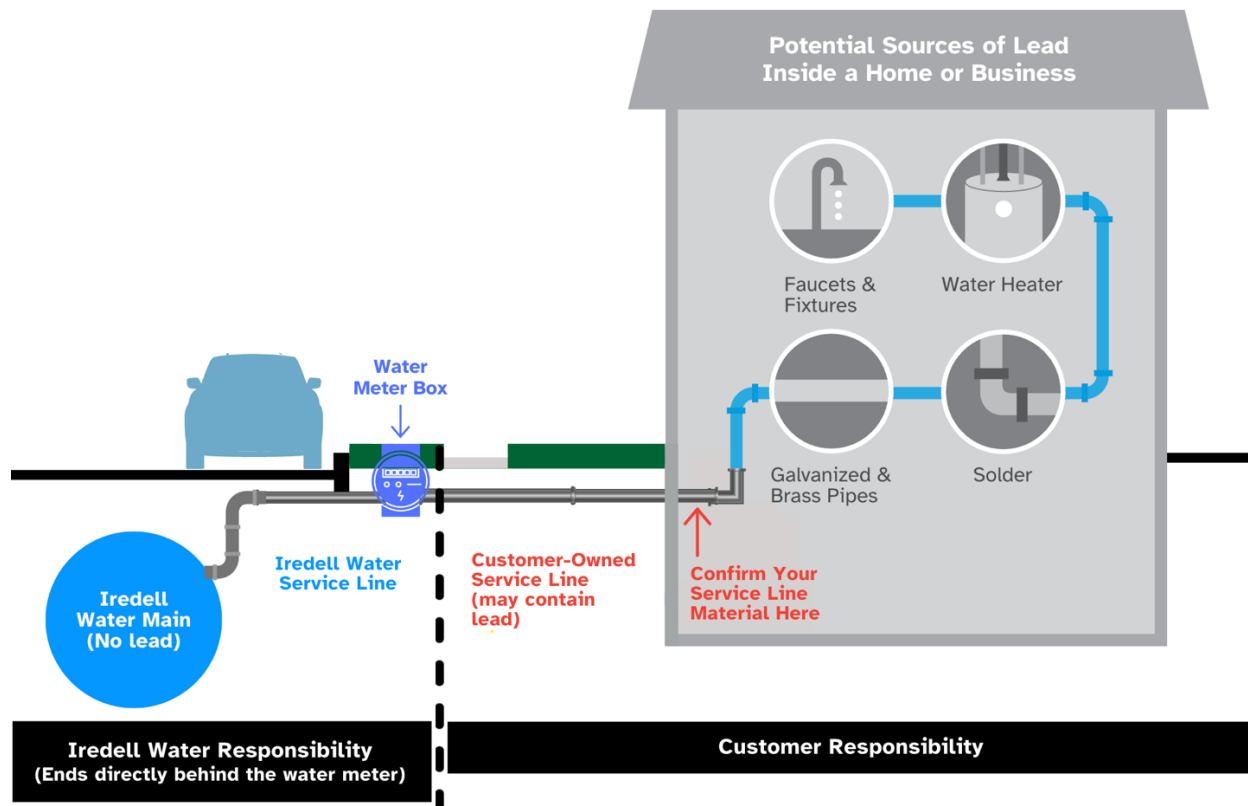 Potential Sources of Lead
Inside a Home or Business
Faucets &
Fixtures
Water Heater
Water
Meter Box
Galvanized &
Brass Pipes
Solder
Iredell Water
Service Line
Customer-Owned
Service Line
(may contain
lead)
Confirm Your
Service Line
Material Here
Iredell
Water Main
(No lead)
Iredell Water Responsibility
(Ends directly behind the water meter)
Customer Responsibility